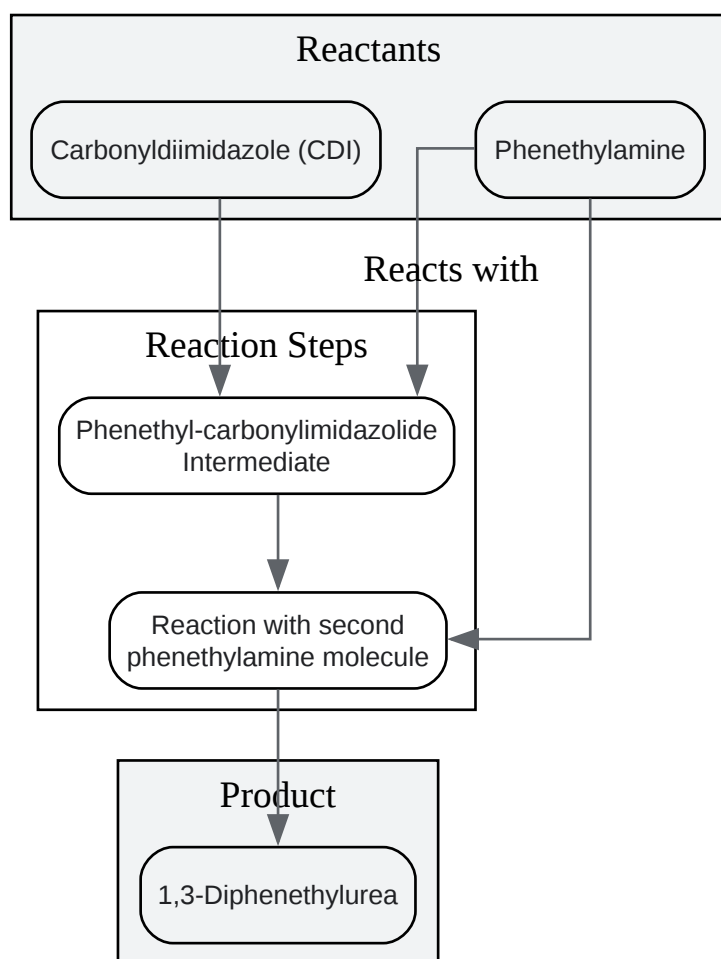 Reactants
Carbonyldiimidazole (CDI)
Phenethylamine
Reacts with
Reaction Steps
Phenethyl-carbonylimidazolide
Intermediate
Reaction with second
phenethylamine molecule
Product
1,3-Diphenethylurea